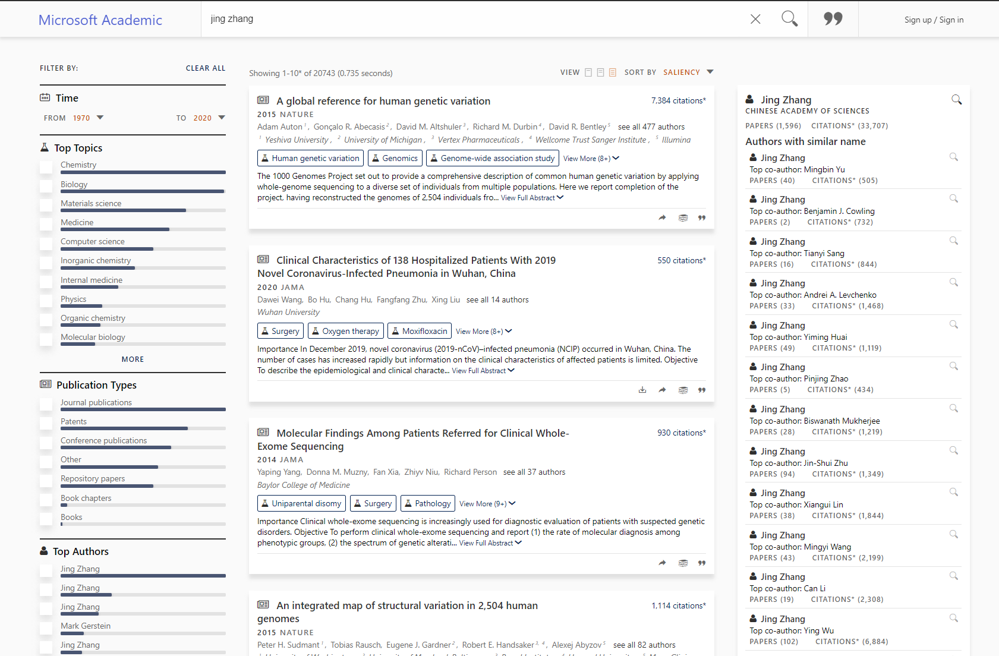 Microsoft Academic
jing zhang
Sign up / Sign in
FILTER BY:
CLEAR ALL
Time
FROM 1970
TO 2020
Top Topics
Chemistry
Biology
Materials science
Medicine
Computer science
Inorganic chemistry
Internal medicine
Physics
Organic chemistry
Molecular biology
MORE
Publication Types
Journal publications
Patents
Conference publications
Other
Repository papers
Book chapters
Books
Top Authors
Jing Zhang
Jing Zhang
Jing Zhang
Mark Gerstein
Jing Zhang
Showing 1-10* of 20743 (0.735 seconds)
VIEW
SORT BY SALIENCY
A global reference for human genetic variation
7,384 citations*
2015 NATURE
Adam Auton 1, Gonçalo R. Abecasis 2, David M. Altshuler 3, Richard M. Durbin 4, David R. Bentley 5 see all 477 authors
1 Yeshiva University, 2 University of Michigan, 3 Vertex Pharmaceuticals, 4 Wellcome Trust Sanger Institute, 5 Illumina
Human genetic variation
Genomics
Genome-wide association study
View More (8+)
The 1000 Genomes Project set out to provide a comprehensive description of common human genetic variation by applying
whole-genome sequencing to a diverse set of individuals from multiple populations. Here we report completion of the
project, having reconstructed the genomes of 2,504 individuals fro... View Full Abstract
Clinical Characteristics of 138 Hospitalized Patients With 2019
Novel Coronavirus-Infected Pneumonia in Wuhan, China
550 citations*
2020 JAMA
Dawei Wang, Bo Hu, Chang Hu, Fangfang Zhu, Xing Liu see all 14 authors
Wuhan University
Surgery
Oxygen therapy
Moxifloxacin
View More (8+)
Importance In December 2019, novel coronavirus (2019-nCoV)–infected pneumonia (NCIP) occurred in Wuhan, China. The
number of cases has increased rapidly but information on the clinical characteristics of affected patients is limited. Objective
To describe the epidemiological and clinical characte... View Full Abstract
Molecular Findings Among Patients Referred for Clinical Whole-
Exome Sequencing
930 citations*
2014 JAMA
Yaping Yang, Donna M. Muzny, Fan Xia, Zhiyv Niu, Richard Person see all 37 authors
Baylor College of Medicine
Uniparental disomy
Surgery
Pathology
View More (9+)
Importance Clinical whole-exome sequencing is increasingly used for diagnostic evaluation of patients with suspected genetic
disorders. Objective To perform clinical whole-exome sequencing and report (1) the rate of molecular diagnosis among
phenotypic groups, (2) the spectrum of genetic alterati... View Full Abstract
An integrated map of structural variation in 2,504 human
genomes
1,114 citations*
2015 NATURE
Peter H. Sudmant 1, Tobias Rausch, Eugene J. Gardner 2, Robert E. Handsaker 3, 4, Alexej Abyzov 5 see all 82 authors
Jing Zhang
CHINESE ACADEMY OF SCIENCES
PAPERS (1,596) CITATIONS* (33,707)
Authors with similar name
Jing Zhang
Top co-author: Mingbin Yu
PAPERS (40) CITATIONS* (505)
Jing Zhang
Top co-author: Benjamin J. Cowling
PAPERS (2) CITATIONS* (732)
Jing Zhang
Top co-author: Tianyi Sang
PAPERS (16) CITATIONS* (844)
Jing Zhang
Top co-author: Andrei A. Levchenko
PAPERS (33) CITATIONS* (1,468)
Jing Zhang
Top co-author: Yiming Huai
PAPERS (49) CITATIONS* (1,119)
Jing Zhang
Top co-author: Pinjing Zhao
PAPERS (5) CITATIONS* (434)
Jing Zhang
Top co-author: Biswanath Mukherjee
PAPERS (28) CITATIONS* (1,219)
Jing Zhang
Top co-author: Jin-Shui Zhu
PAPERS (94) CITATIONS* (1,349)
Jing Zhang
Top co-author: Xiangui Lin
PAPERS (38) CITATIONS* (1,844)
Jing Zhang
Top co-author: Mingyi Wang
PAPERS (43) CITATIONS* (2,199)
Jing Zhang
Top co-author: Can Li
PAPERS (19) CITATIONS* (2,308)
Jing Zhang
Top co-author: Ying Wu
PAPERS (102) CITATIONS* (6,884)